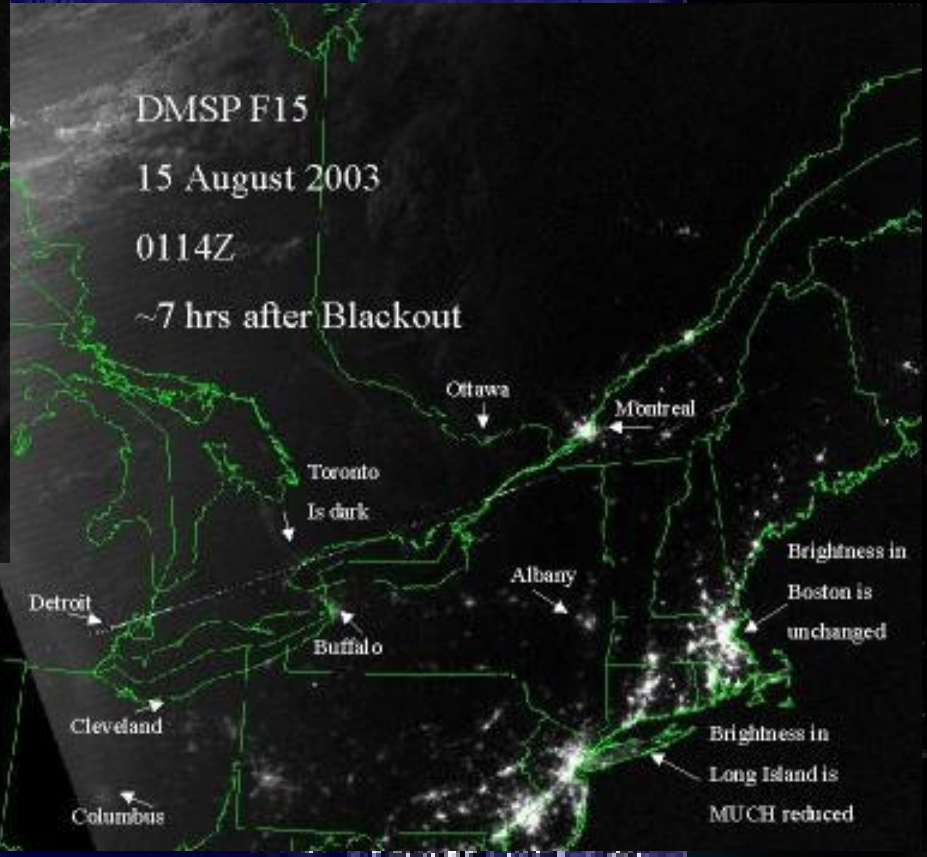 DMSP F15
15 August 2003
0114Z
~7 hrs after Blackout
Ottawa
Montreal
Toronto
Is dark
Albany
Brightness in
Boston is
unchanged
Detroit
Buffalo
Cleveland
Brightness in
Long Island is
MUCH reduced
Columbus